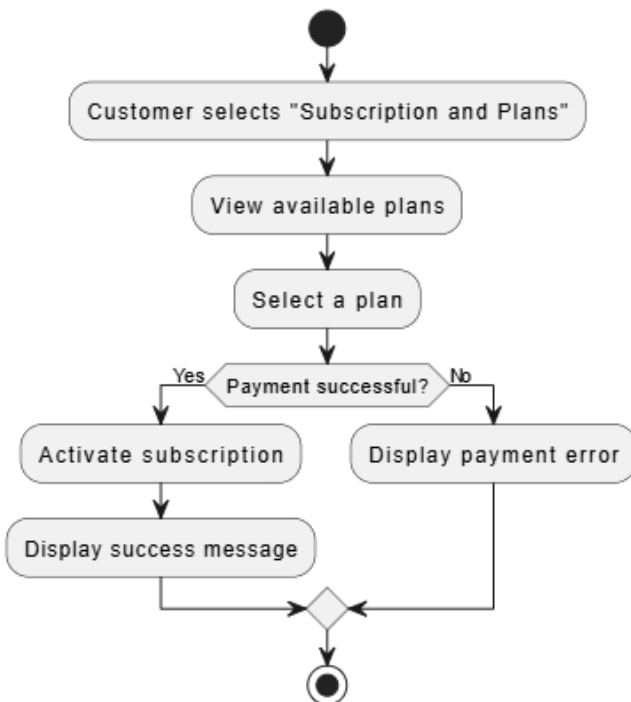 Customer selects "Subscription and Plans"
View available plans
Select a plan
Yes
Payment successful?
No
Activate subscription
Display payment error
Display success message